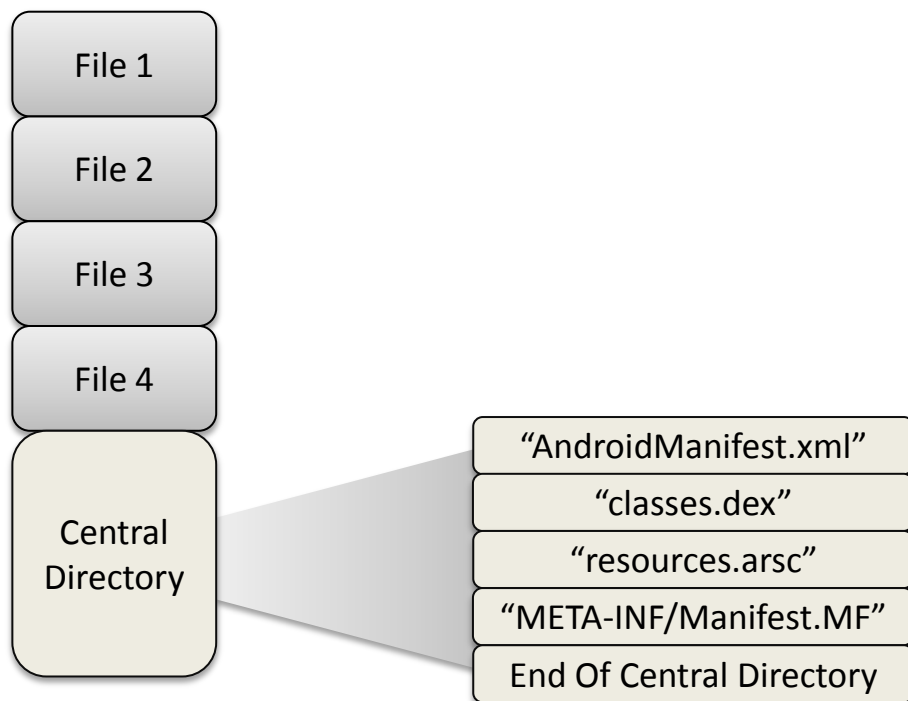 File 1
File 2
File 3
File 4
Central
Directory
“AndroidManifest.xml”
“classes.dex”
“resources.arsc”
“META-INF/Manifest.MF”
End Of Central Directory